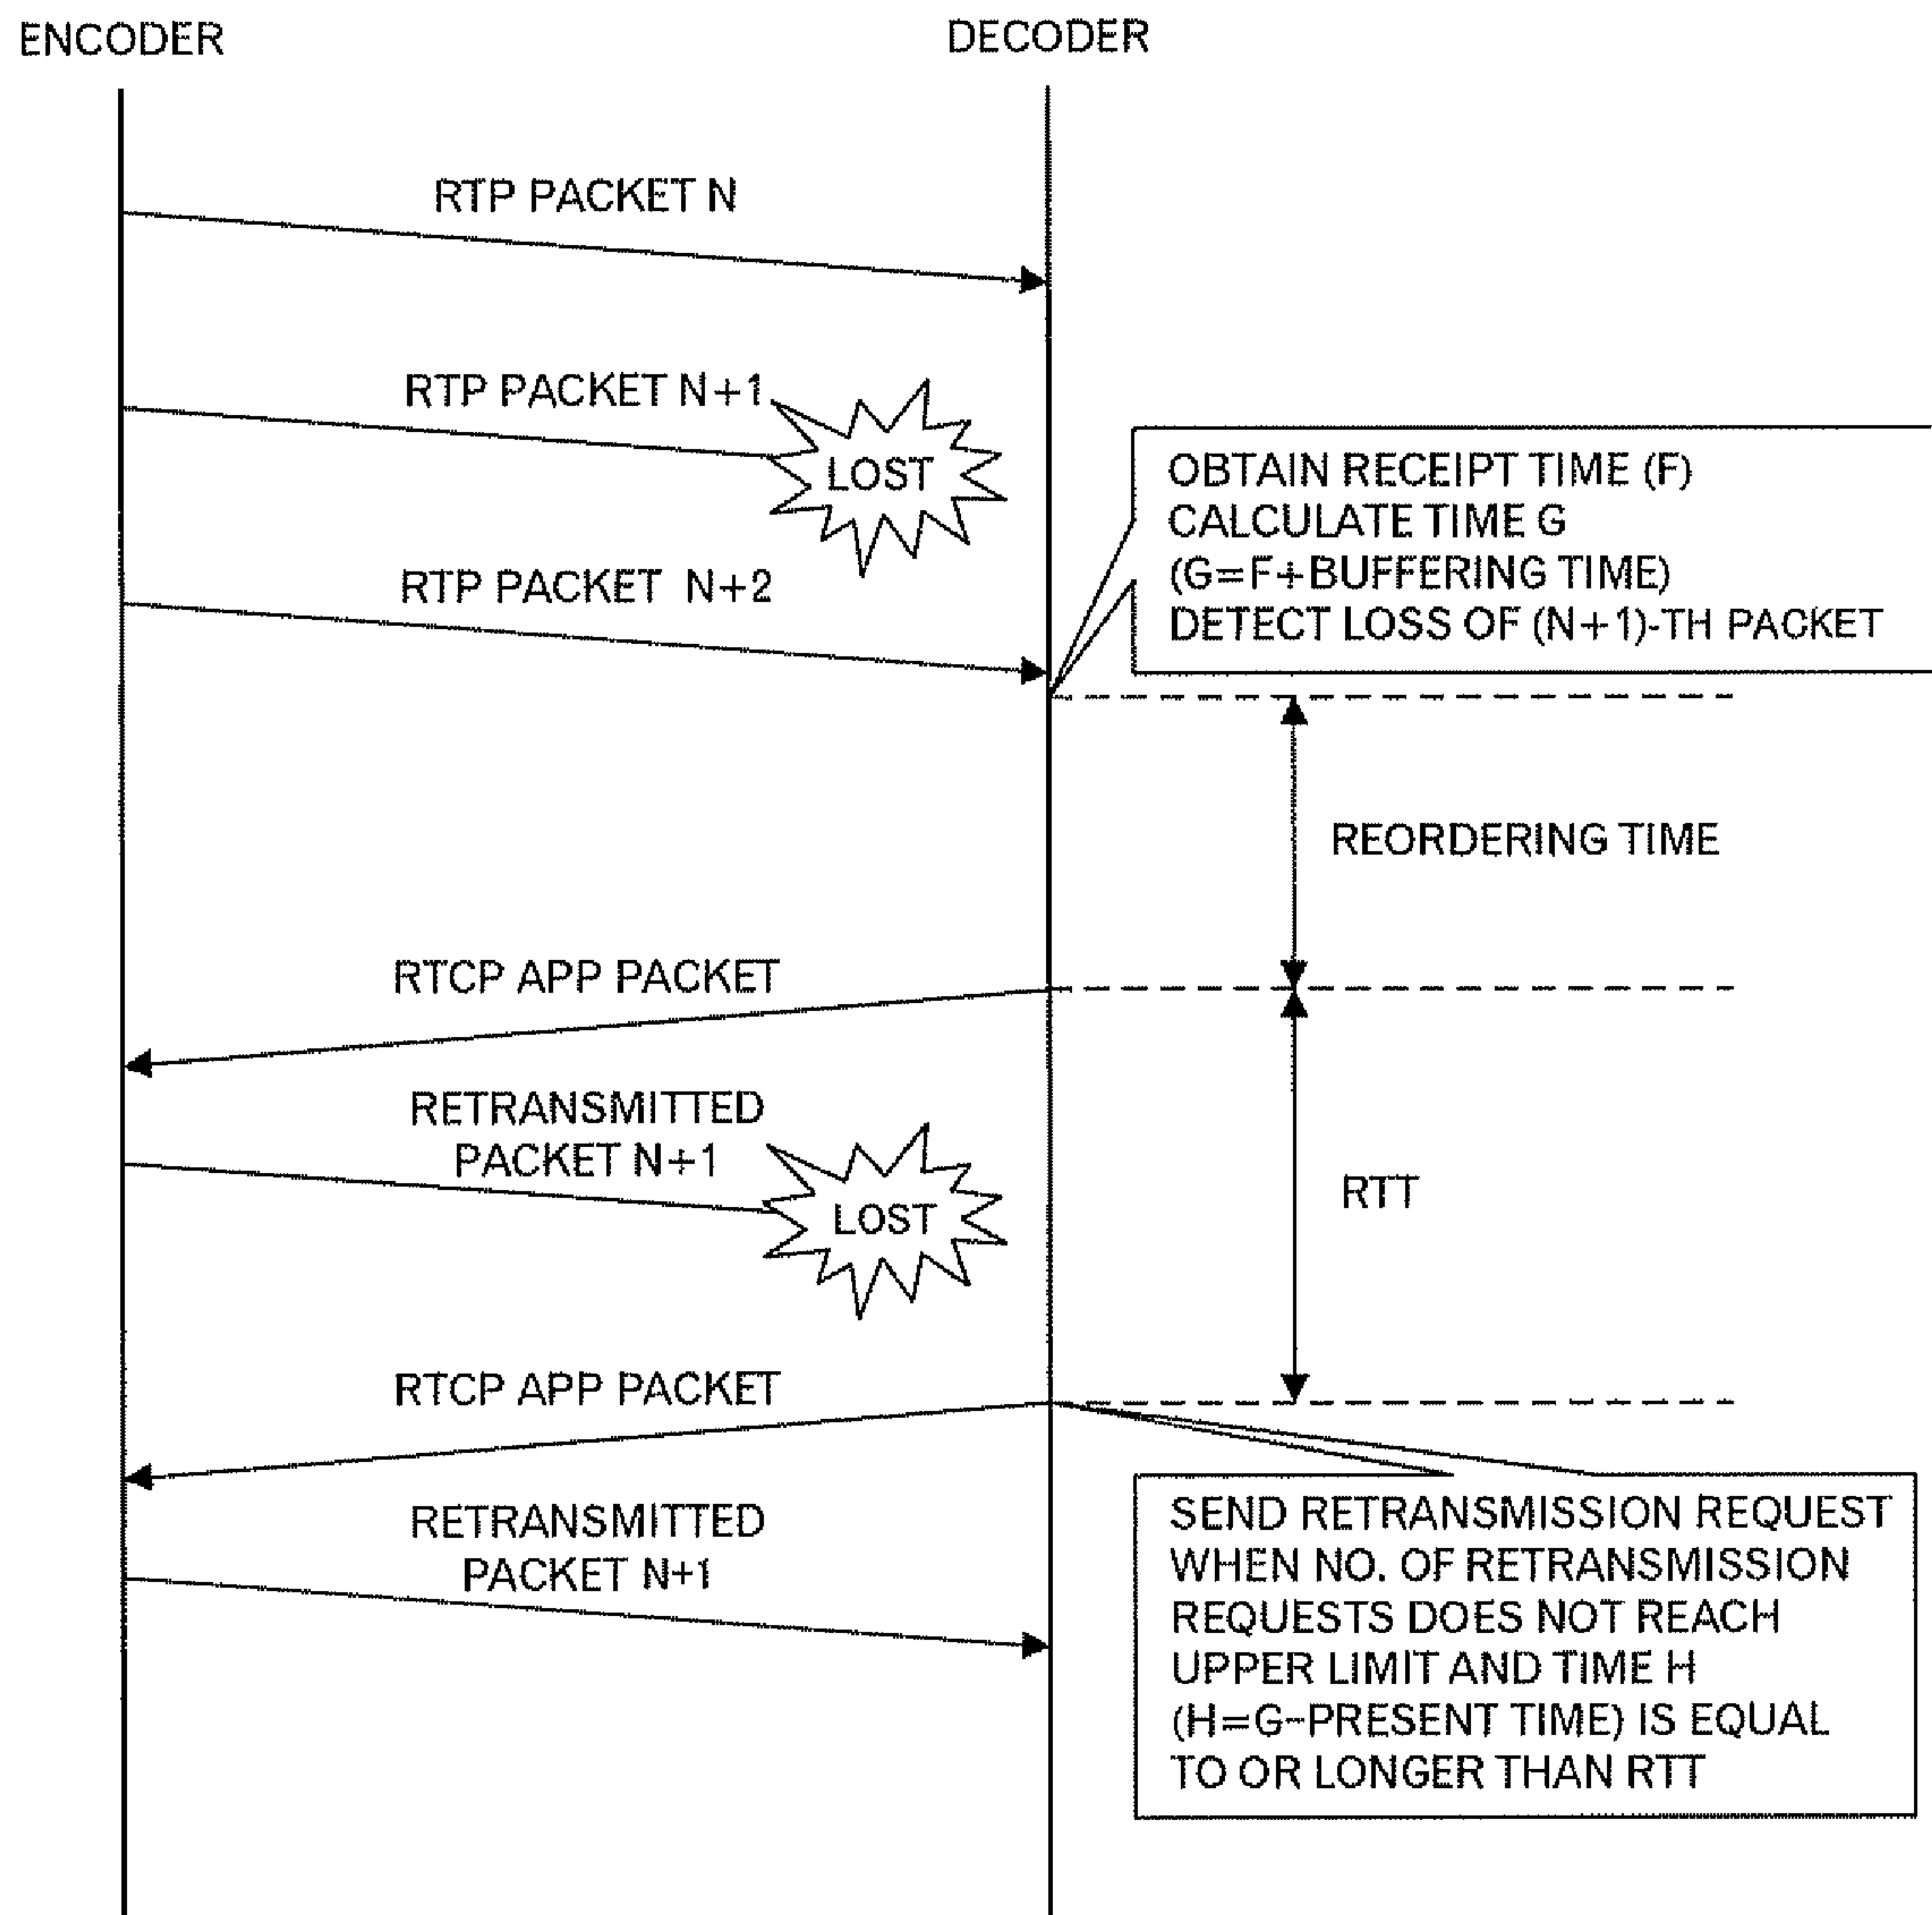 ENCODER
DECODER
RTP PACKET N
RTP PACKET N+1
LOST
OBTAIN RECEIPT TIME (F)
CALCULATE TIME G
(G=F+BUFFERING TIME)
DETECT LOSS OF (N+1)-TH PACKET
RTP PACKET N+2
REORDERING TIME
RTCP APP PACKET
RETRANSMITTED
PACKET N+1
LOST
RTT
RTCP APP PACKET
RETRANSMITTED
PACKET N+1
SEND RETRANSMISSION REQUEST
WHEN NO. OF RETRANSMISSION
REQUESTS DOES NOT REACH
UPPER LIMIT AND TIME H
(H=G-PRESENT TIME) IS EQUAL
TO OR LONGER THAN RTT